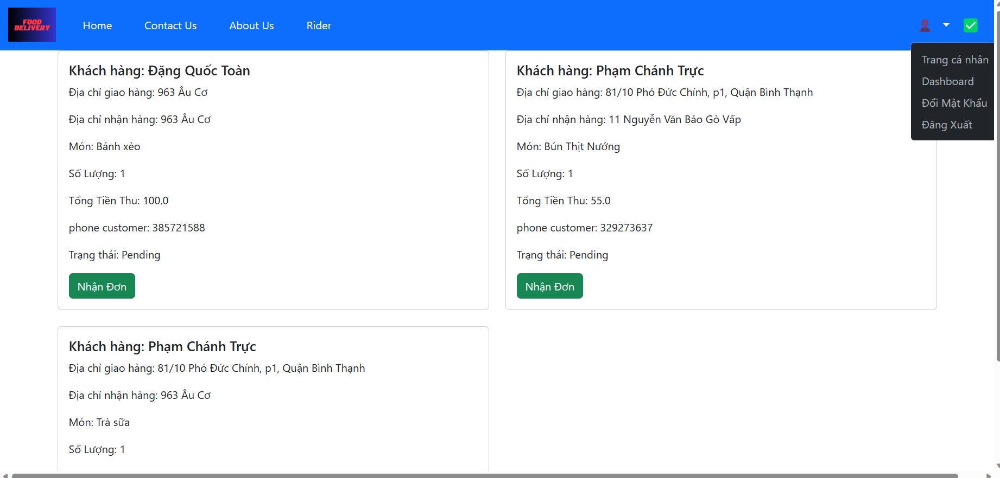 FOOD
DELIVERY
Home
Contact Us
About Us
Rider
Trang cá nhân
Dashboard
Đổi Mật Khẩu
Đăng Xuất
Khách hàng: Đặng Quốc Toàn
Địa chỉ giao hàng: 963 Âu Cơ
Địa chỉ nhận hàng: 963 Âu Cơ
Món: Bánh xèo
Số Lượng: 1
Tổng Tiền Thu: 100.0
phone customer: 385721588
Trạng thái: Pending
Nhận Đơn
Khách hàng: Phạm Chánh Trực
Địa chỉ giao hàng: 81/10 Phó Đức Chính, p1, Quận Bình Thạnh
Địa chỉ nhận hàng: 11 Nguyễn Văn Bảo Gò Vấp
Món: Bún Thịt Nướng
Số Lượng: 1
Tổng Tiền Thu: 55.0
phone customer: 329273637
Trạng thái: Pending
Nhận Đơn
Khách hàng: Phạm Chánh Trực
Địa chỉ giao hàng: 81/10 Phó Đức Chính, p1, Quận Bình Thạnh
Địa chỉ nhận hàng: 963 Âu Cơ
Món: Trà sữa
Số Lượng: 1